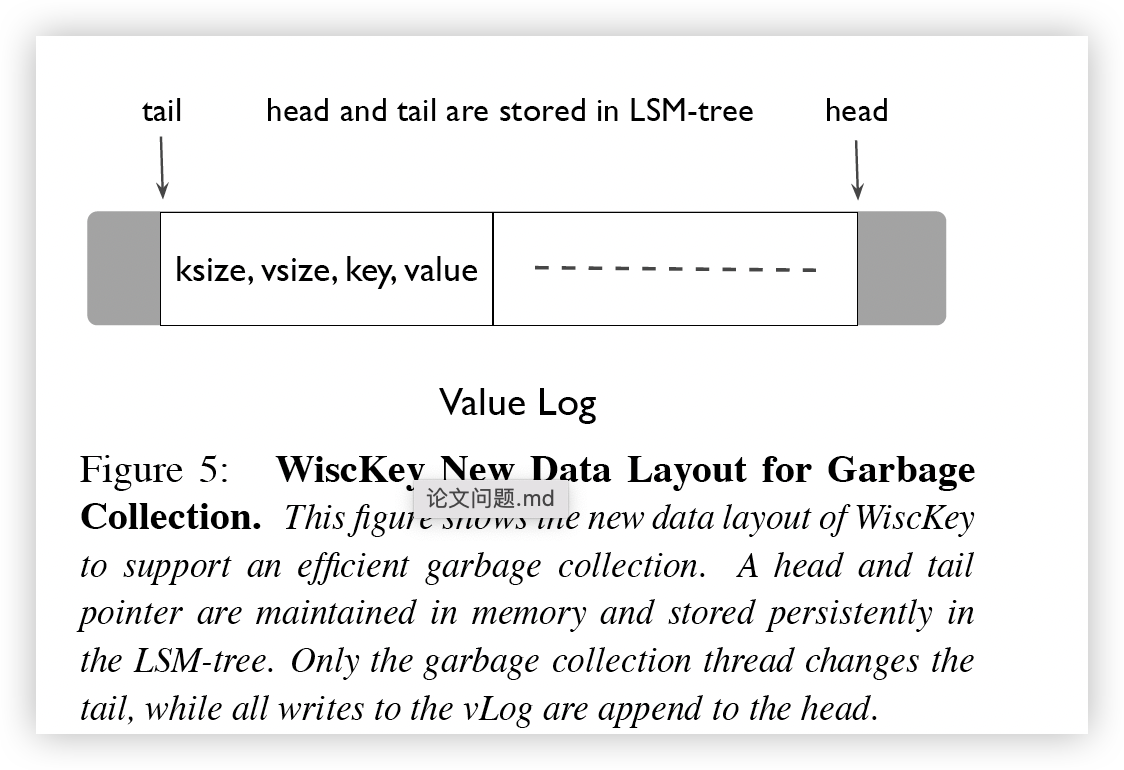 tail head and tail are stored in LSM-tree head
ksize, vsize, key, value
Value Log
Figure 5: WiscKey New Data Layout for Garbage
论文问题.md
Collection. This figure shows the new data layout of WiscKey
to support an efficient garbage collection. A head and tail
pointer are maintained in memory and stored persistently in
the LSM-tree. Only the garbage collection thread changes the
tail, while all writes to the vLog are append to the head.